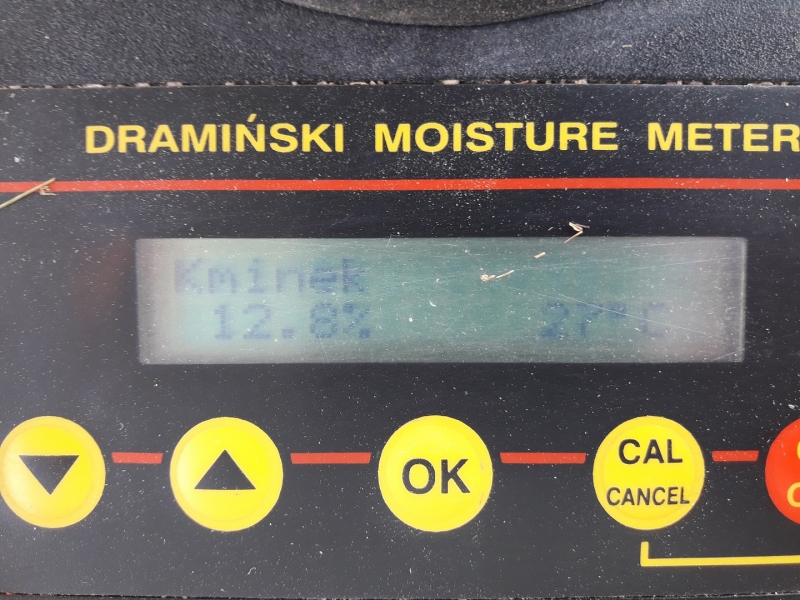 DRAMIŃSKI MOISTURE METER
Kminek
12.8% 27°C
OK
CAL
CANCEL